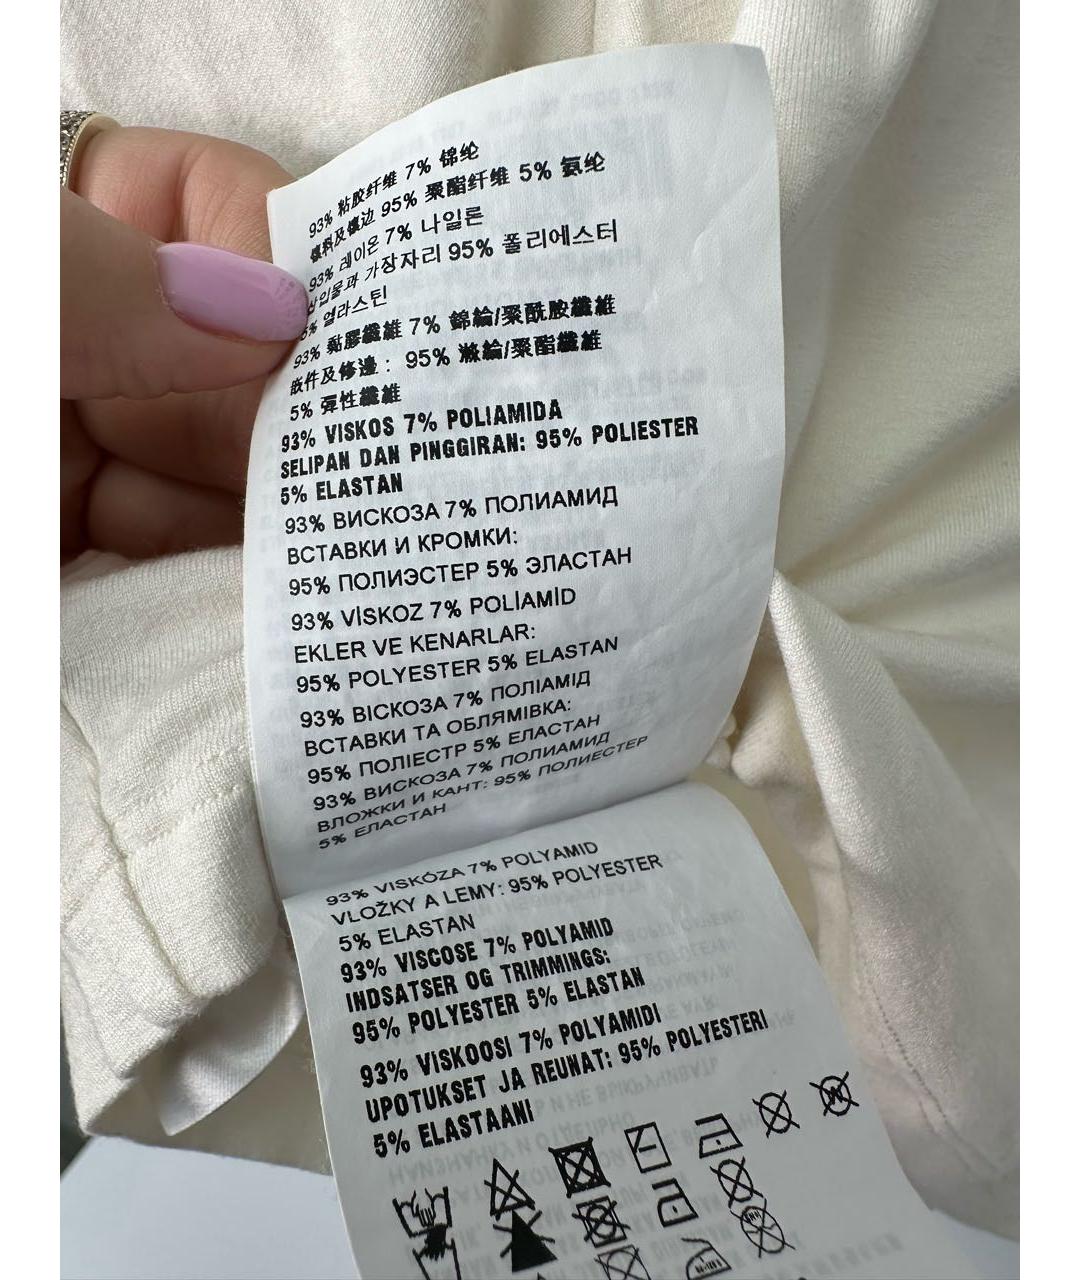 93% 粘胶纤维 7% 锦纶
镶料及镶边 95% 聚酯纤维 5% 氨纶
93% 레이온 7% 나일론
삽입물과 가장자리 95% 폴리에스터
5% 엘라스틴
93% 黏膠纖維 7% 錦綸/聚酰胺纖維
嵌件及修邊： 95% 滌綸/聚酯纖維
5% 彈性纖維
93% VISKOS 7% POLIAMIDA
SELIPAN DAN PINGGIRAN: 95% POLIESTER
5% ELASTAN
93% ВИСКОЗА 7% ПОЛИАМИД
ВСТАВКИ И КРОМКИ:
95% ПОЛИЭСТЕР 5% ЭЛАСТАН
93% VİSKOZ 7% POLİAMİD
EKLER VE KENARLAR:
95% POLYESTER 5% ELASTAN
93% ВІСКОЗА 7% ПОЛІАМІД
ВСТАВКИ ТА ОБЛЯМІВКА:
95% ПОЛІЕСТР 5% ЕЛАСТАН
93% ВИСКОЗА 7% ПОЛИАМИД
ВЛОЖКИ И КАНТ: 95% ПОЛИЕСТЕР
5% ЕЛАСТАН
93% VISKÓZA 7% POLYAMID
VLOŽKY A LEMY: 95% POLYESTER
5% ELASTAN
93% VISCOSE 7% POLYAMID
INDSATSER OG TRIMMINGS:
95% POLYESTER 5% ELASTAN
93% VISKOOSI 7% POLYAMIDI
UPOTUKSET JA REUNAT: 95% POLYESTERI
5% ELASTAANI